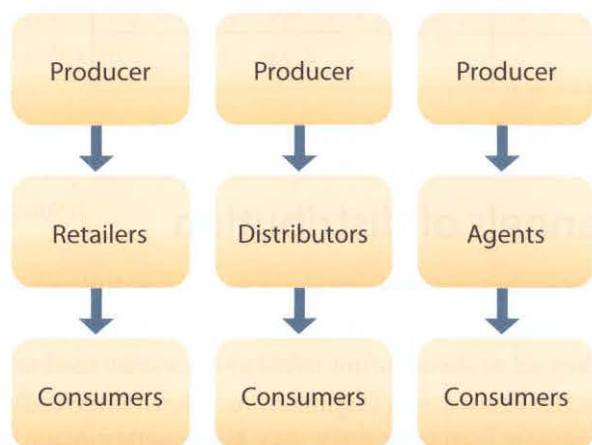 Producer Producer Producer
Retailers Distributors Agents
Consumers Consumers Consumers